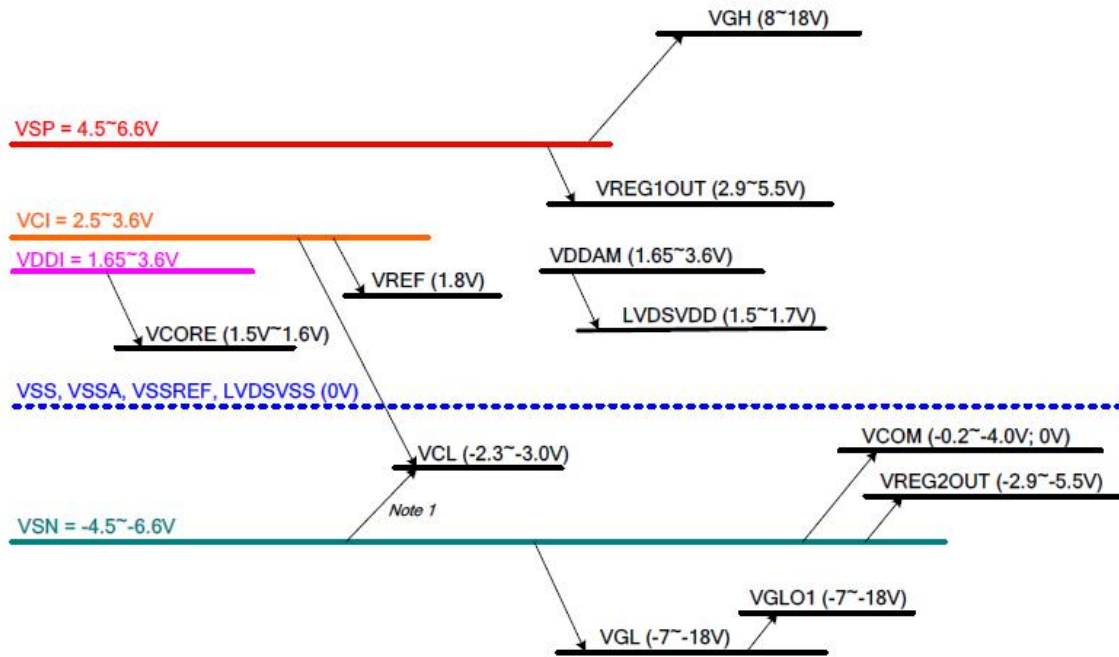 VGH (8~18V)
VSP = 4.5~6.6V
VREG1OUT (2.9~5.5V)
VCI = 2.5~3.6V
VDDI = 1.65~3.6V
VDDAM (1.65~3.6V)
VREF (1.8V)
LVDSVDD (1.5~1.7V)
VCORE (1.5V~1.6V)
VSS, VSSA, VSSREF, LVDSVSS (0V)
VCOM (-0.2~-4.0V; 0V)
VCL (-2.3~-3.0V)
VREG2OUT (-2.9~-5.5V)
Note 1
VSN = -4.5~-6.6V
VGLO1 (-7~-18V)
VGL (-7~-18V)